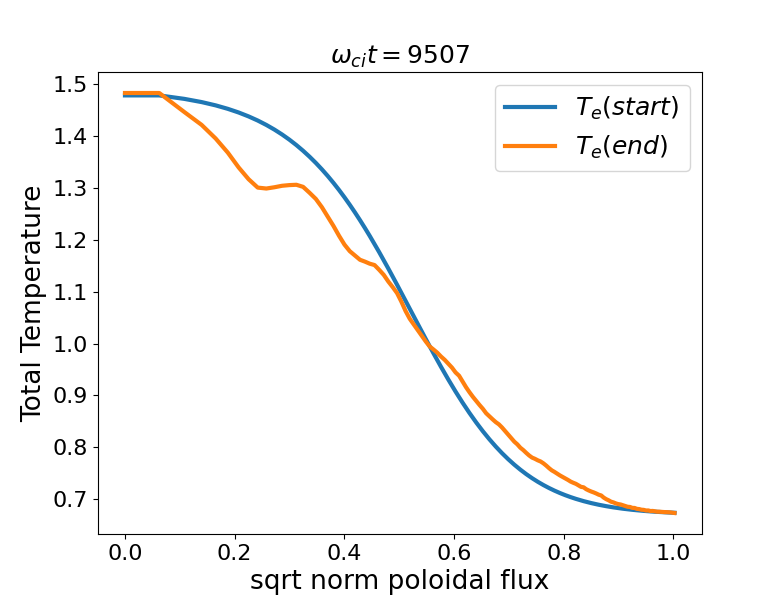 ω_{ci}t = 9507
T_e(start)
T_e(end)
Total Temperature
1.5
1.4
1.3
1.2
1.1
1.0
0.9
0.8
0.7
0.0 0.2 0.4 0.6 0.8 1.0
sqrt norm poloidal flux